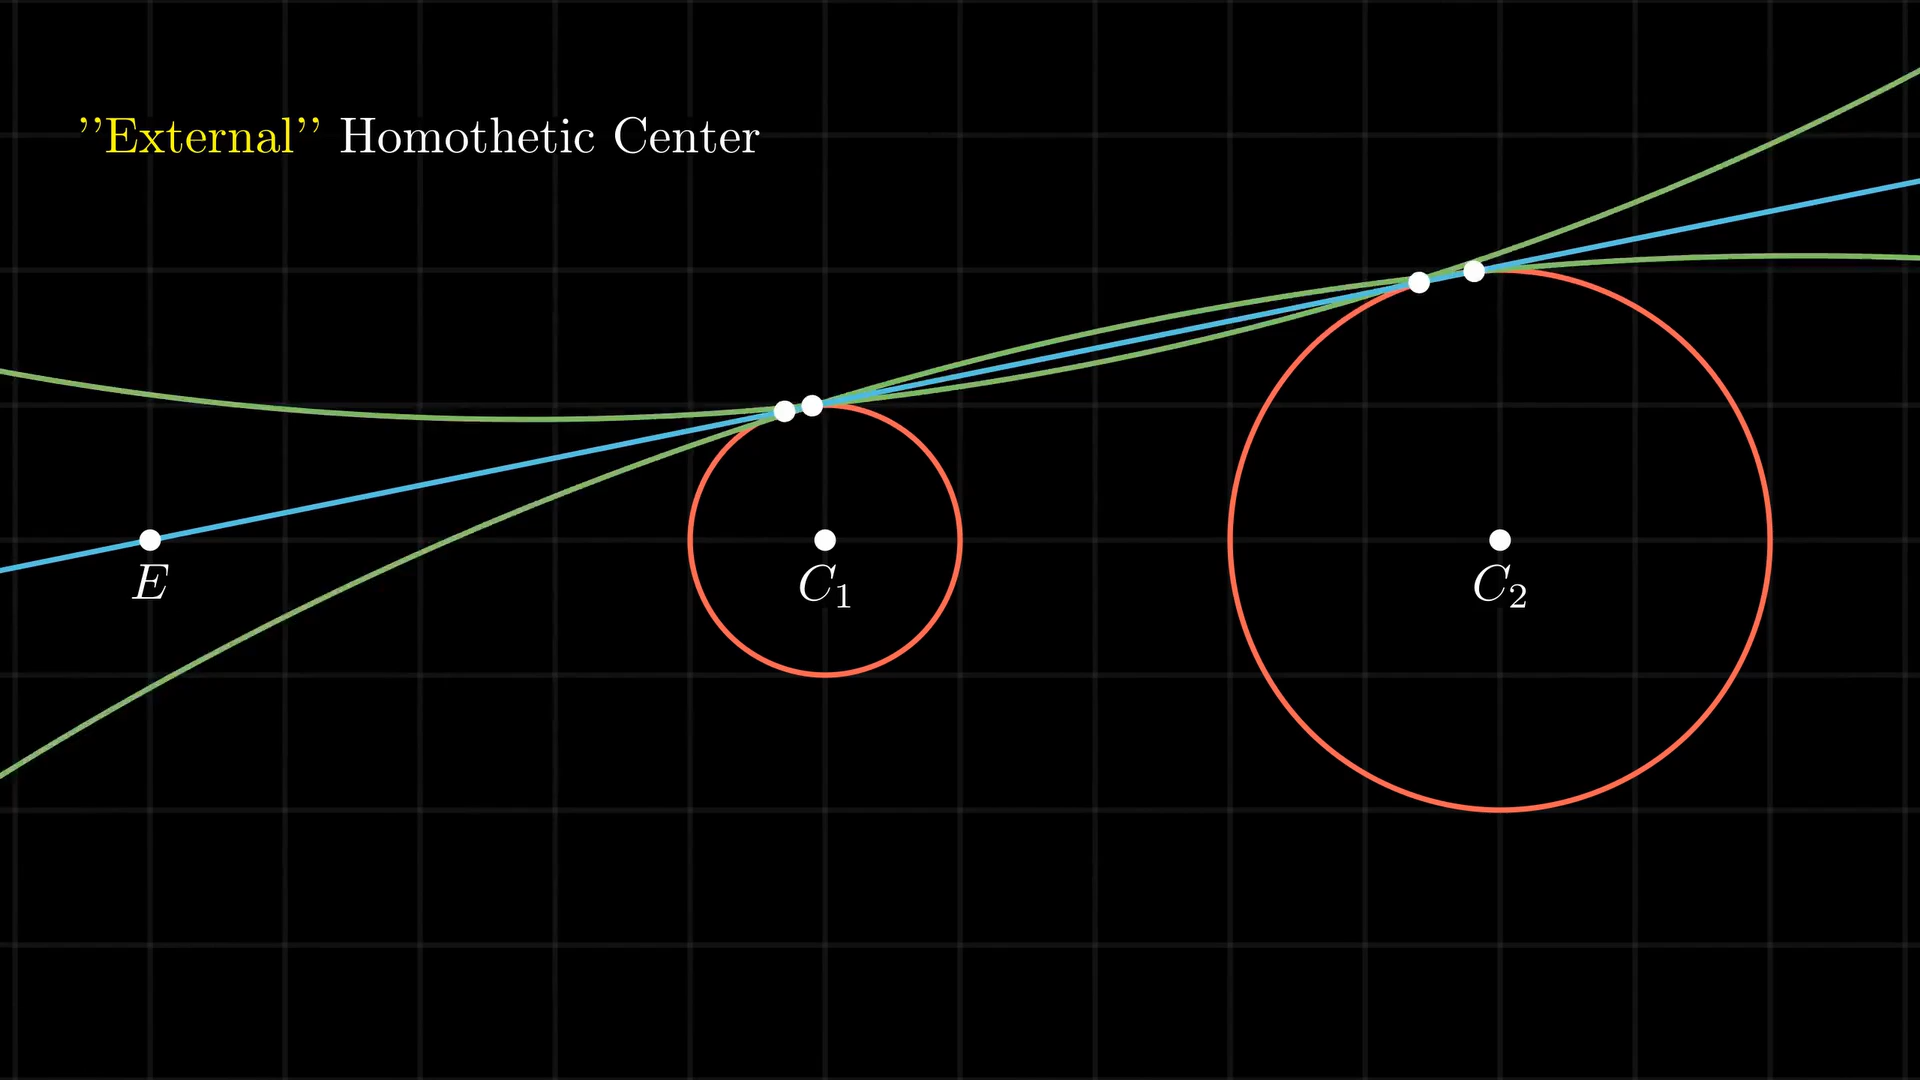 ”External” Homothetic Center
E
C₁
C₂